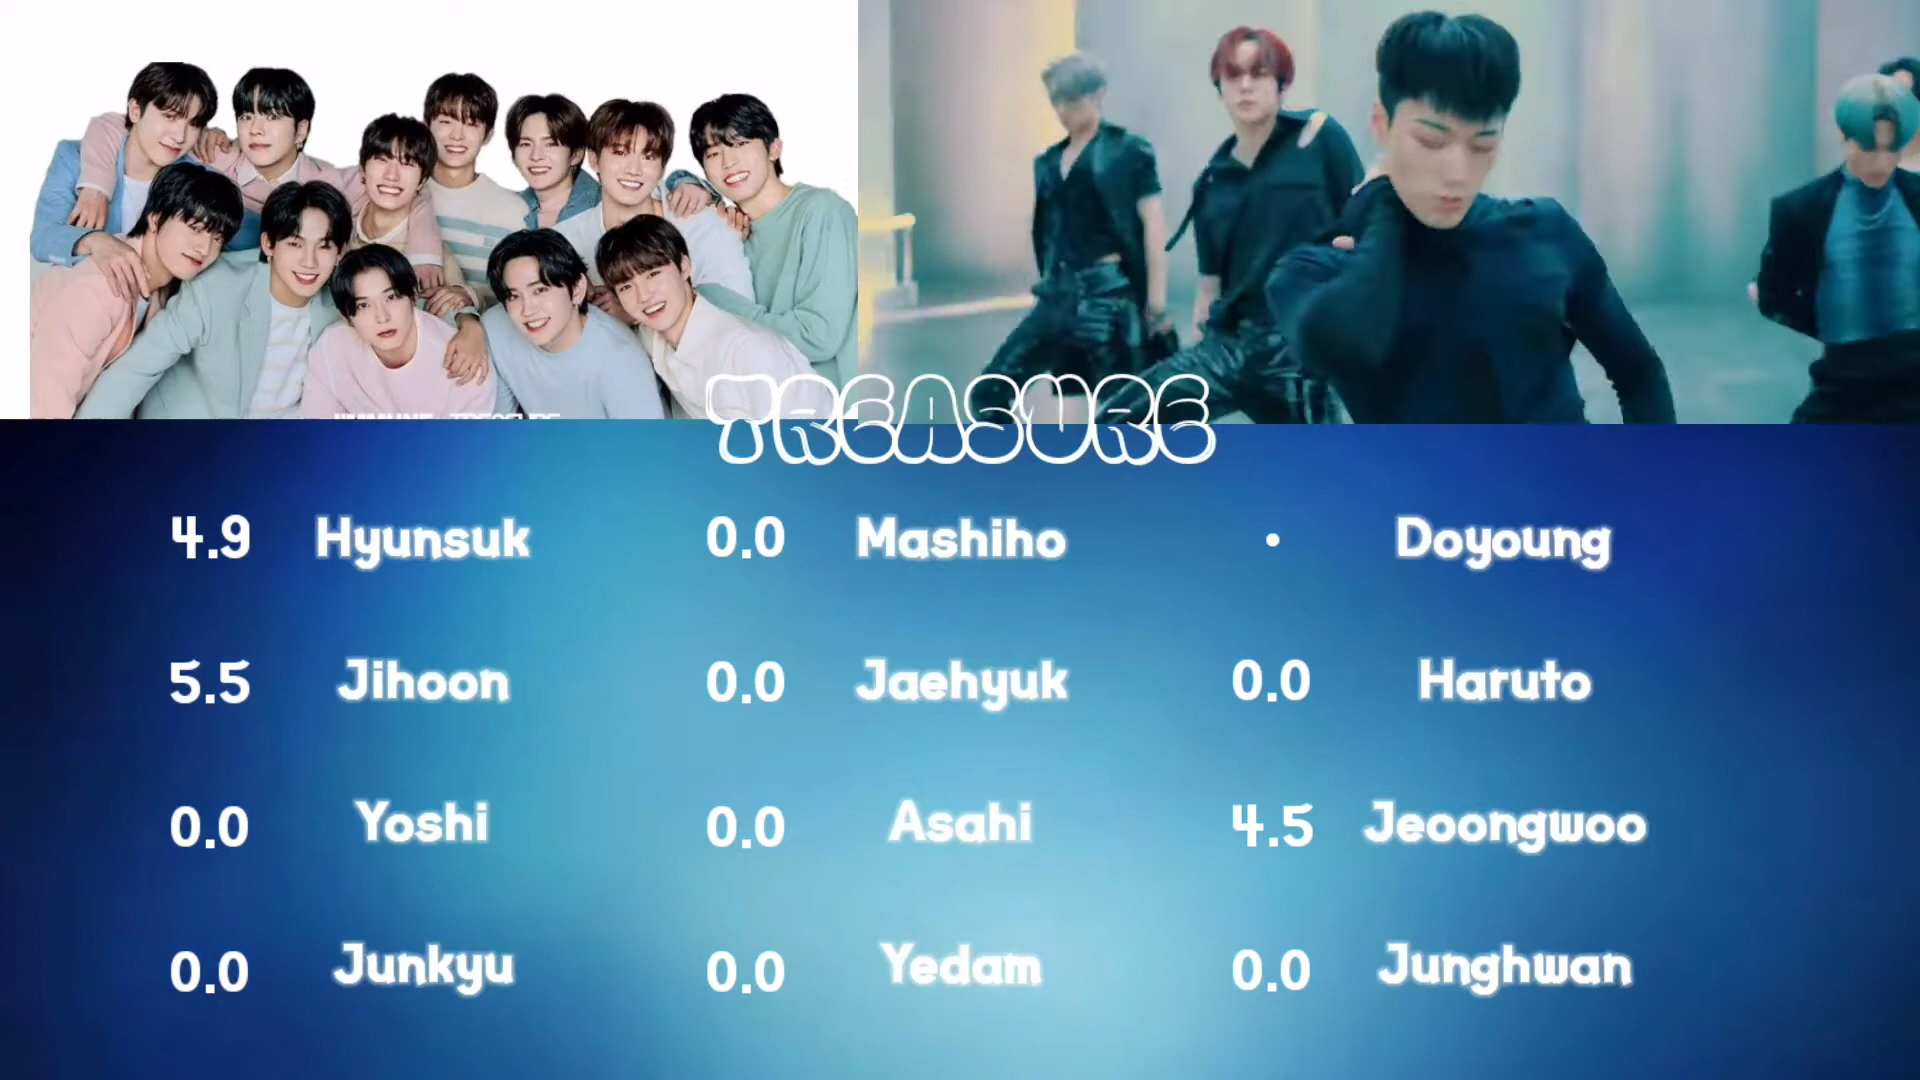 TREASURE
4.9 Hyunsuk 0.0 Mashiho • Doyoung
5.5 Jihoon 0.0 Jaehyuk 0.0 Haruto
0.0 Yoshi 0.0 Asahi 4.5 Jeoongwoo
0.0 Junkyu 0.0 Yedam 0.0 Junghwan